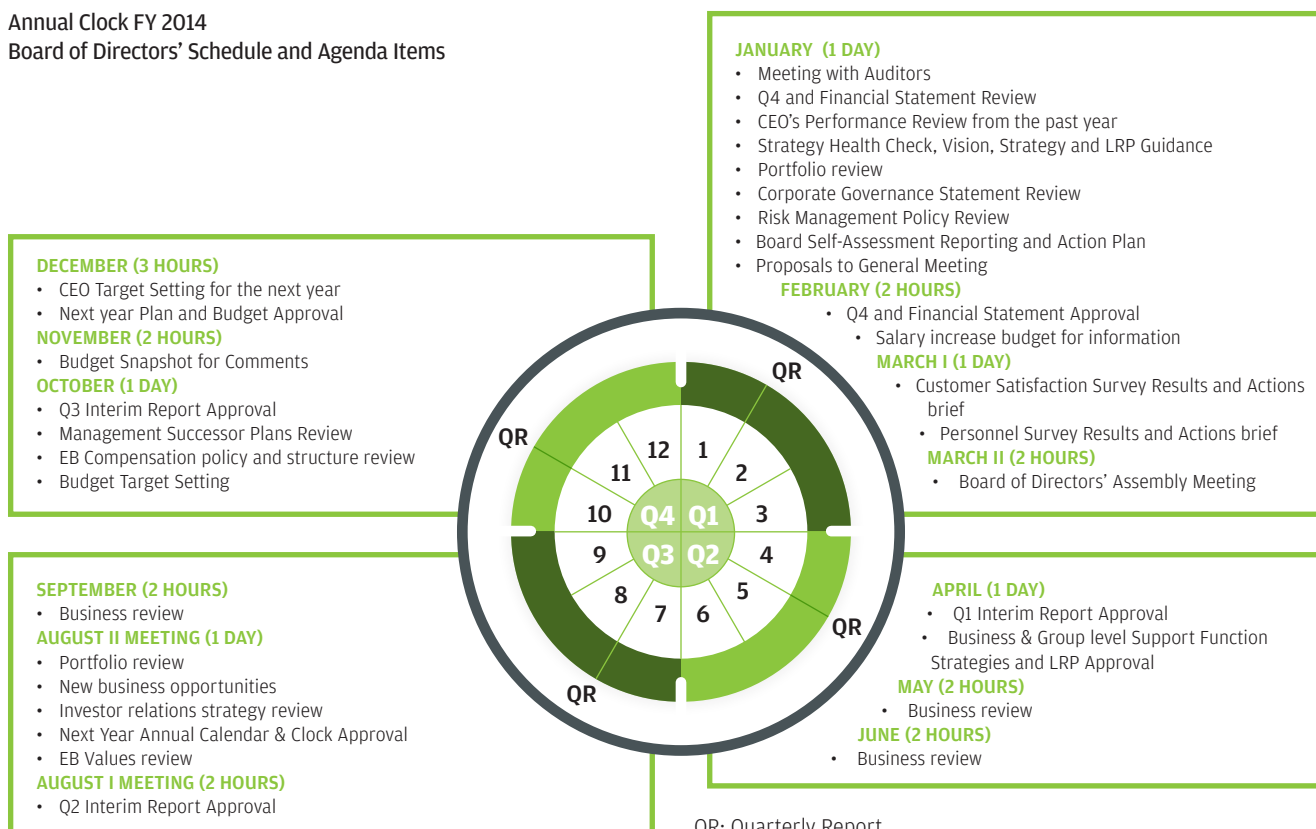 Annual Clock FY 2014
Board of Directors’ Schedule and Agenda Items
JANUARY (1 DAY)
• Meeting with Auditors
• Q4 and Financial Statement Review
• CEO’s Performance Review from the past year
• Strategy Health Check, Vision, Strategy and LRP Guidance
• Portfolio review
• Corporate Governance Statement Review
• Risk Management Policy Review
• Board Self-Assessment Reporting and Action Plan
• Proposals to General Meeting
FEBRUARY (2 HOURS)
• Q4 and Financial Statement Approval
• Salary increase budget for information
MARCH I (1 DAY)
• Customer Satisfaction Survey Results and Actions
brief
• Personnel Survey Results and Actions brief
MARCH II (2 HOURS)
• Board of Directors’ Assembly Meeting
DECEMBER (3 HOURS)
• CEO Target Setting for the next year
• Next year Plan and Budget Approval
NOVEMBER (2 HOURS)
• Budget Snapshot for Comments
OCTOBER (1 DAY)
• Q3 Interim Report Approval
• Management Successor Plans Review
• EB Compensation policy and structure review
• Budget Target Setting
QR
QR
12 1
11 2
10 Q4 Q1 3
9 Q3 Q2 4
8 5
7 6
QR
QR
SEPTEMBER (2 HOURS)
• Business review
AUGUST II MEETING (1 DAY)
• Portfolio review
• New business opportunities
• Investor relations strategy review
• Next Year Annual Calendar & Clock Approval
• EB Values review
AUGUST I MEETING (2 HOURS)
• Q2 Interim Report Approval
APRIL (1 DAY)
• Q1 Interim Report Approval
• Business & Group level Support Function
Strategies and LRP Approval
MAY (2 HOURS)
• Business review
JUNE (2 HOURS)
• Business review
QR: Quarterly Report